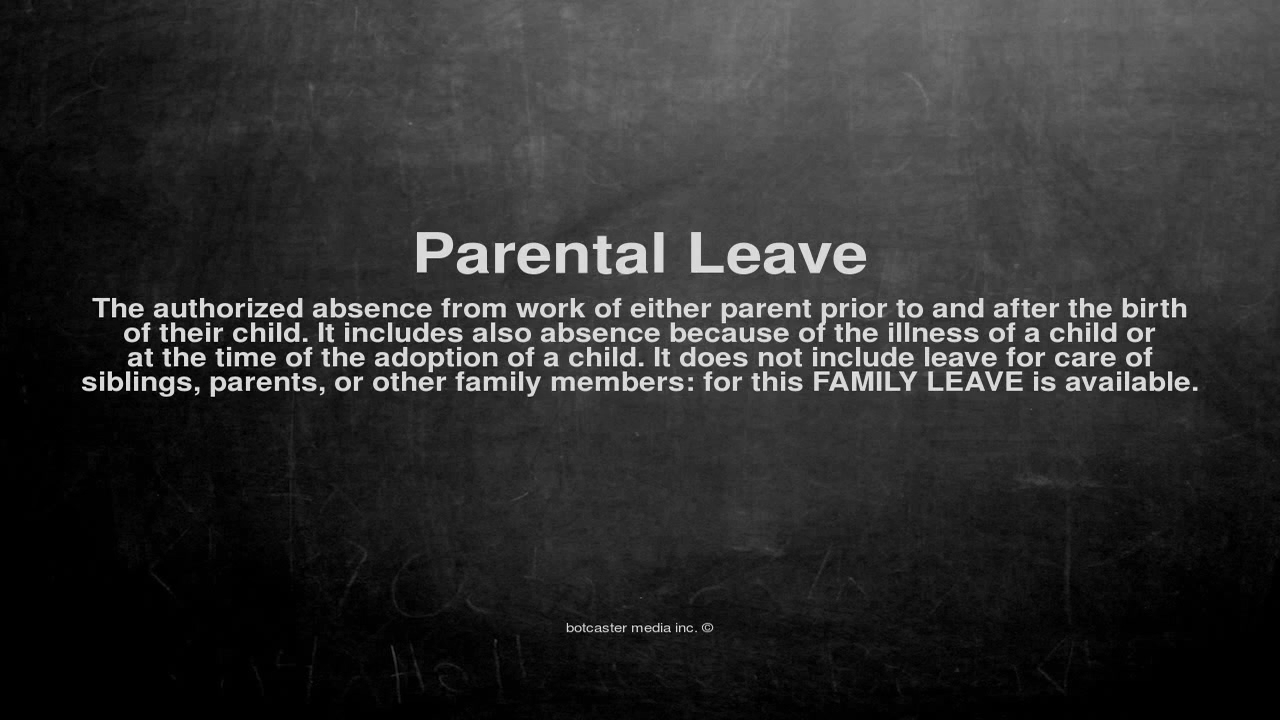 Parental Leave
The authorized absence from work of either parent prior to and after the birth
of their child. It includes also absence because of the illness of a child or
at the time of the adoption of a child. It does not include leave for care of
siblings, parents, or other family members: for this FAMILY LEAVE is available.
botcaster media inc. ©